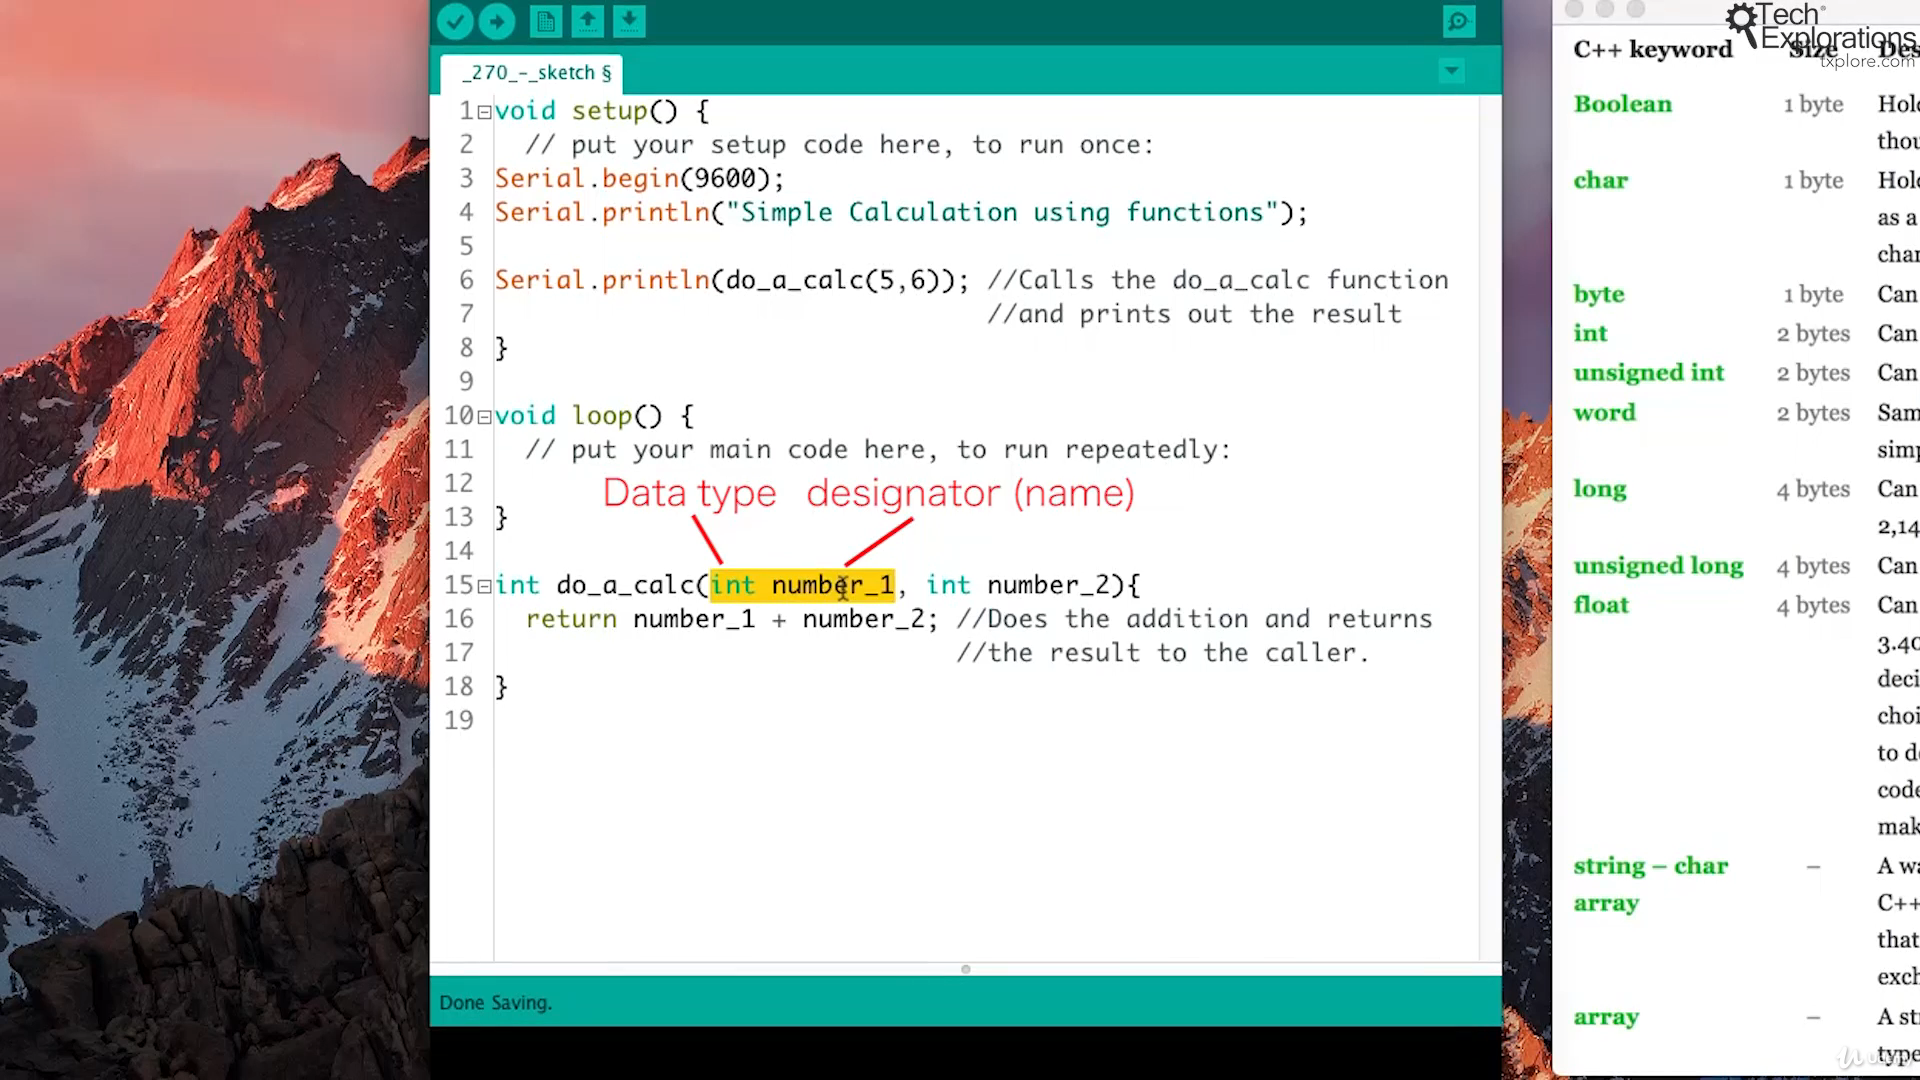 _270_-_sketch §
1 void setup() {
2 // put your setup code here, to run once:
3 Serial.begin(9600);
4 Serial.println("Simple Calculation using functions");
5
6 Serial.println(do_a_calc(5,6)); //Calls the do_a_calc function
7 //and prints out the result
8 }
9
10 void loop() {
11 // put your main code here, to run repeatedly:
12
Data type designator (name)
13 }
14
15 int do_a_calc(int number_1, int number_2){
16 return number_1 + number_2; //Does the addition and returns
17 //the result to the caller.
18 }
19
Done Saving.
Tech Explorations
txplore.com
C++ keyword Size Des
Boolean 1 byte Hold
thou
char 1 byte Hold
as a
char
byte 1 byte Can
int 2 bytes Can
unsigned int 2 bytes Can
word 2 bytes Sam
simp
long 4 bytes Can
2,14
unsigned long 4 bytes Can
float 4 bytes Can
3.40
deci
choi
to de
code
mak
string – char – A wa
array C++
that
exch
array – A str
type